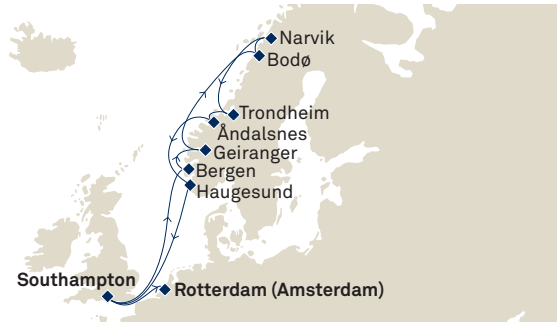 Narvik
Bodø
Trondheim
Åndalsnes
Geiranger
Bergen
Haugesund
Southampton
Rotterdam (Amsterdam)